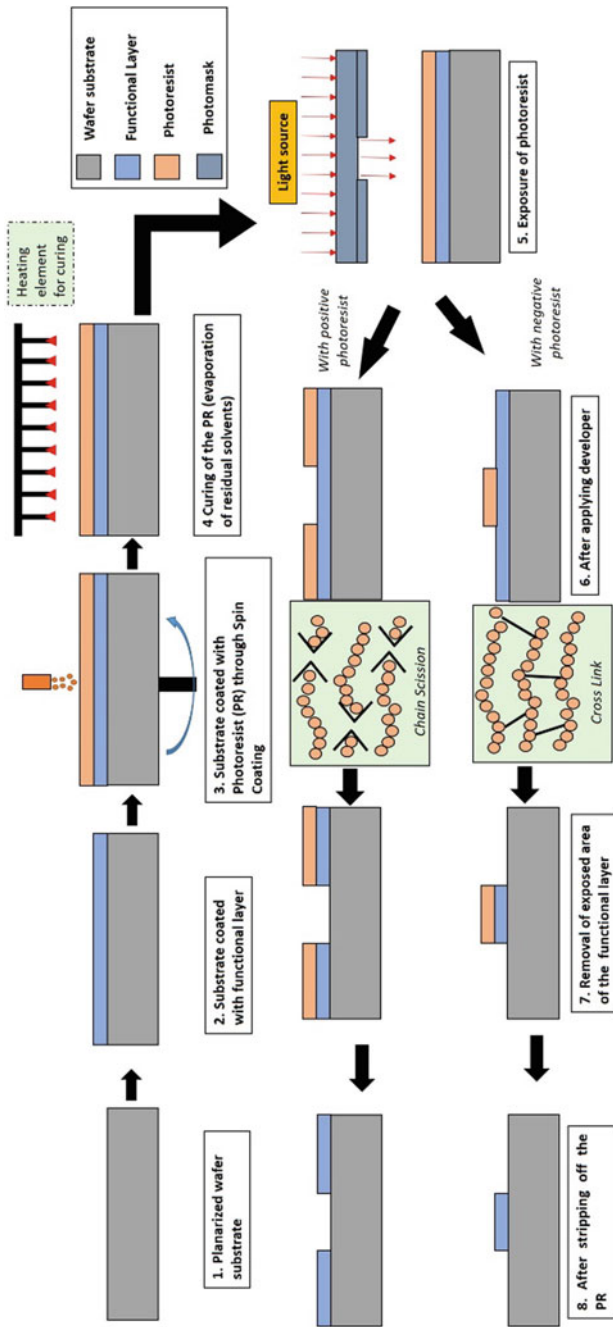 1. Planarized wafer
substrate
2. Substrate coated
with functional layer
3. Substrate coated with
Photoresist (PR) through Spin
Coating
4 Curing of the PR (evaporation
of residual solvents)
Heating
element
for curing
Wafer substrate
Functional Layer
Photoresist
Photomask
Light source
5. Exposure of photoresist
With positive
photoresist
With negative
photoresist
Chain Scission
6. After applying developer
Cross Link
7. Removal of exposed area
of the functional layer
8. After stripping off the
PR